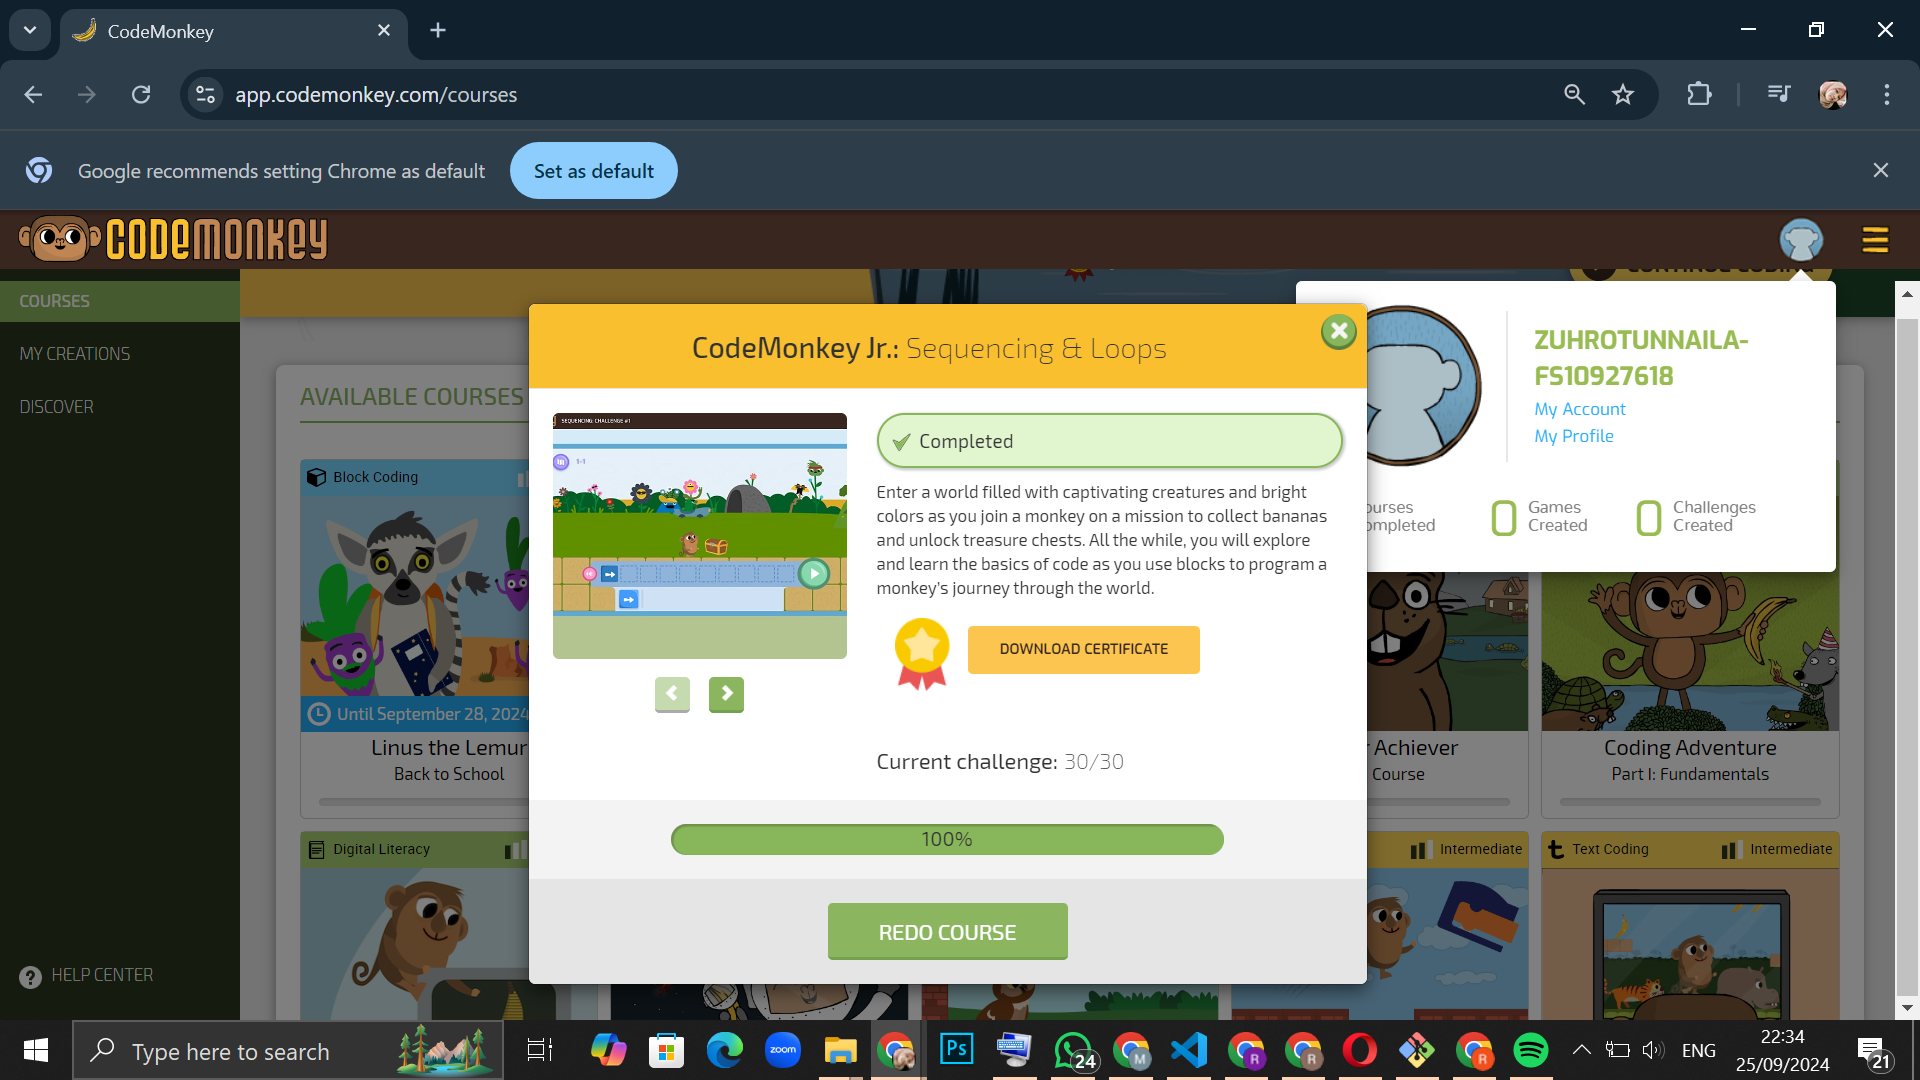 CodeMonkey
app.codemonkey.com/courses
Google recommends setting Chrome as default
Set as default
CODEMONKEY
COURSES
MY CREATIONS
DISCOVER
HELP CENTER
CONTINUE CODING
AVAILABLE COURSES
Block Coding
Until September 28, 2024
Linus the Lemur
Back to School
Digital Literacy
CodeMonkey Jr.: Sequencing & Loops
SEQUENCING CHALLENGE #1
1-1
Completed
Enter a world filled with captivating creatures and bright
colors as you join a monkey on a mission to collect bananas
and unlock treasure chests. All the while, you will explore
and learn the basics of code as you use blocks to program a
monkey's journey through the world.
DOWNLOAD CERTIFICATE
Current challenge: 30/30
100%
REDO COURSE
ZUHROTUNNAILA-
FS10927618
My Account
My Profile
ourses
ompleted
0 Games
Created
0 Challenges
Created
Achiever
Course
Coding Adventure
Part I: Fundamentals
Intermediate
Text Coding
Intermediate
Type here to search
zoom
Ps
24
M
R
R
R
ENG
22:34
25/09/2024
21